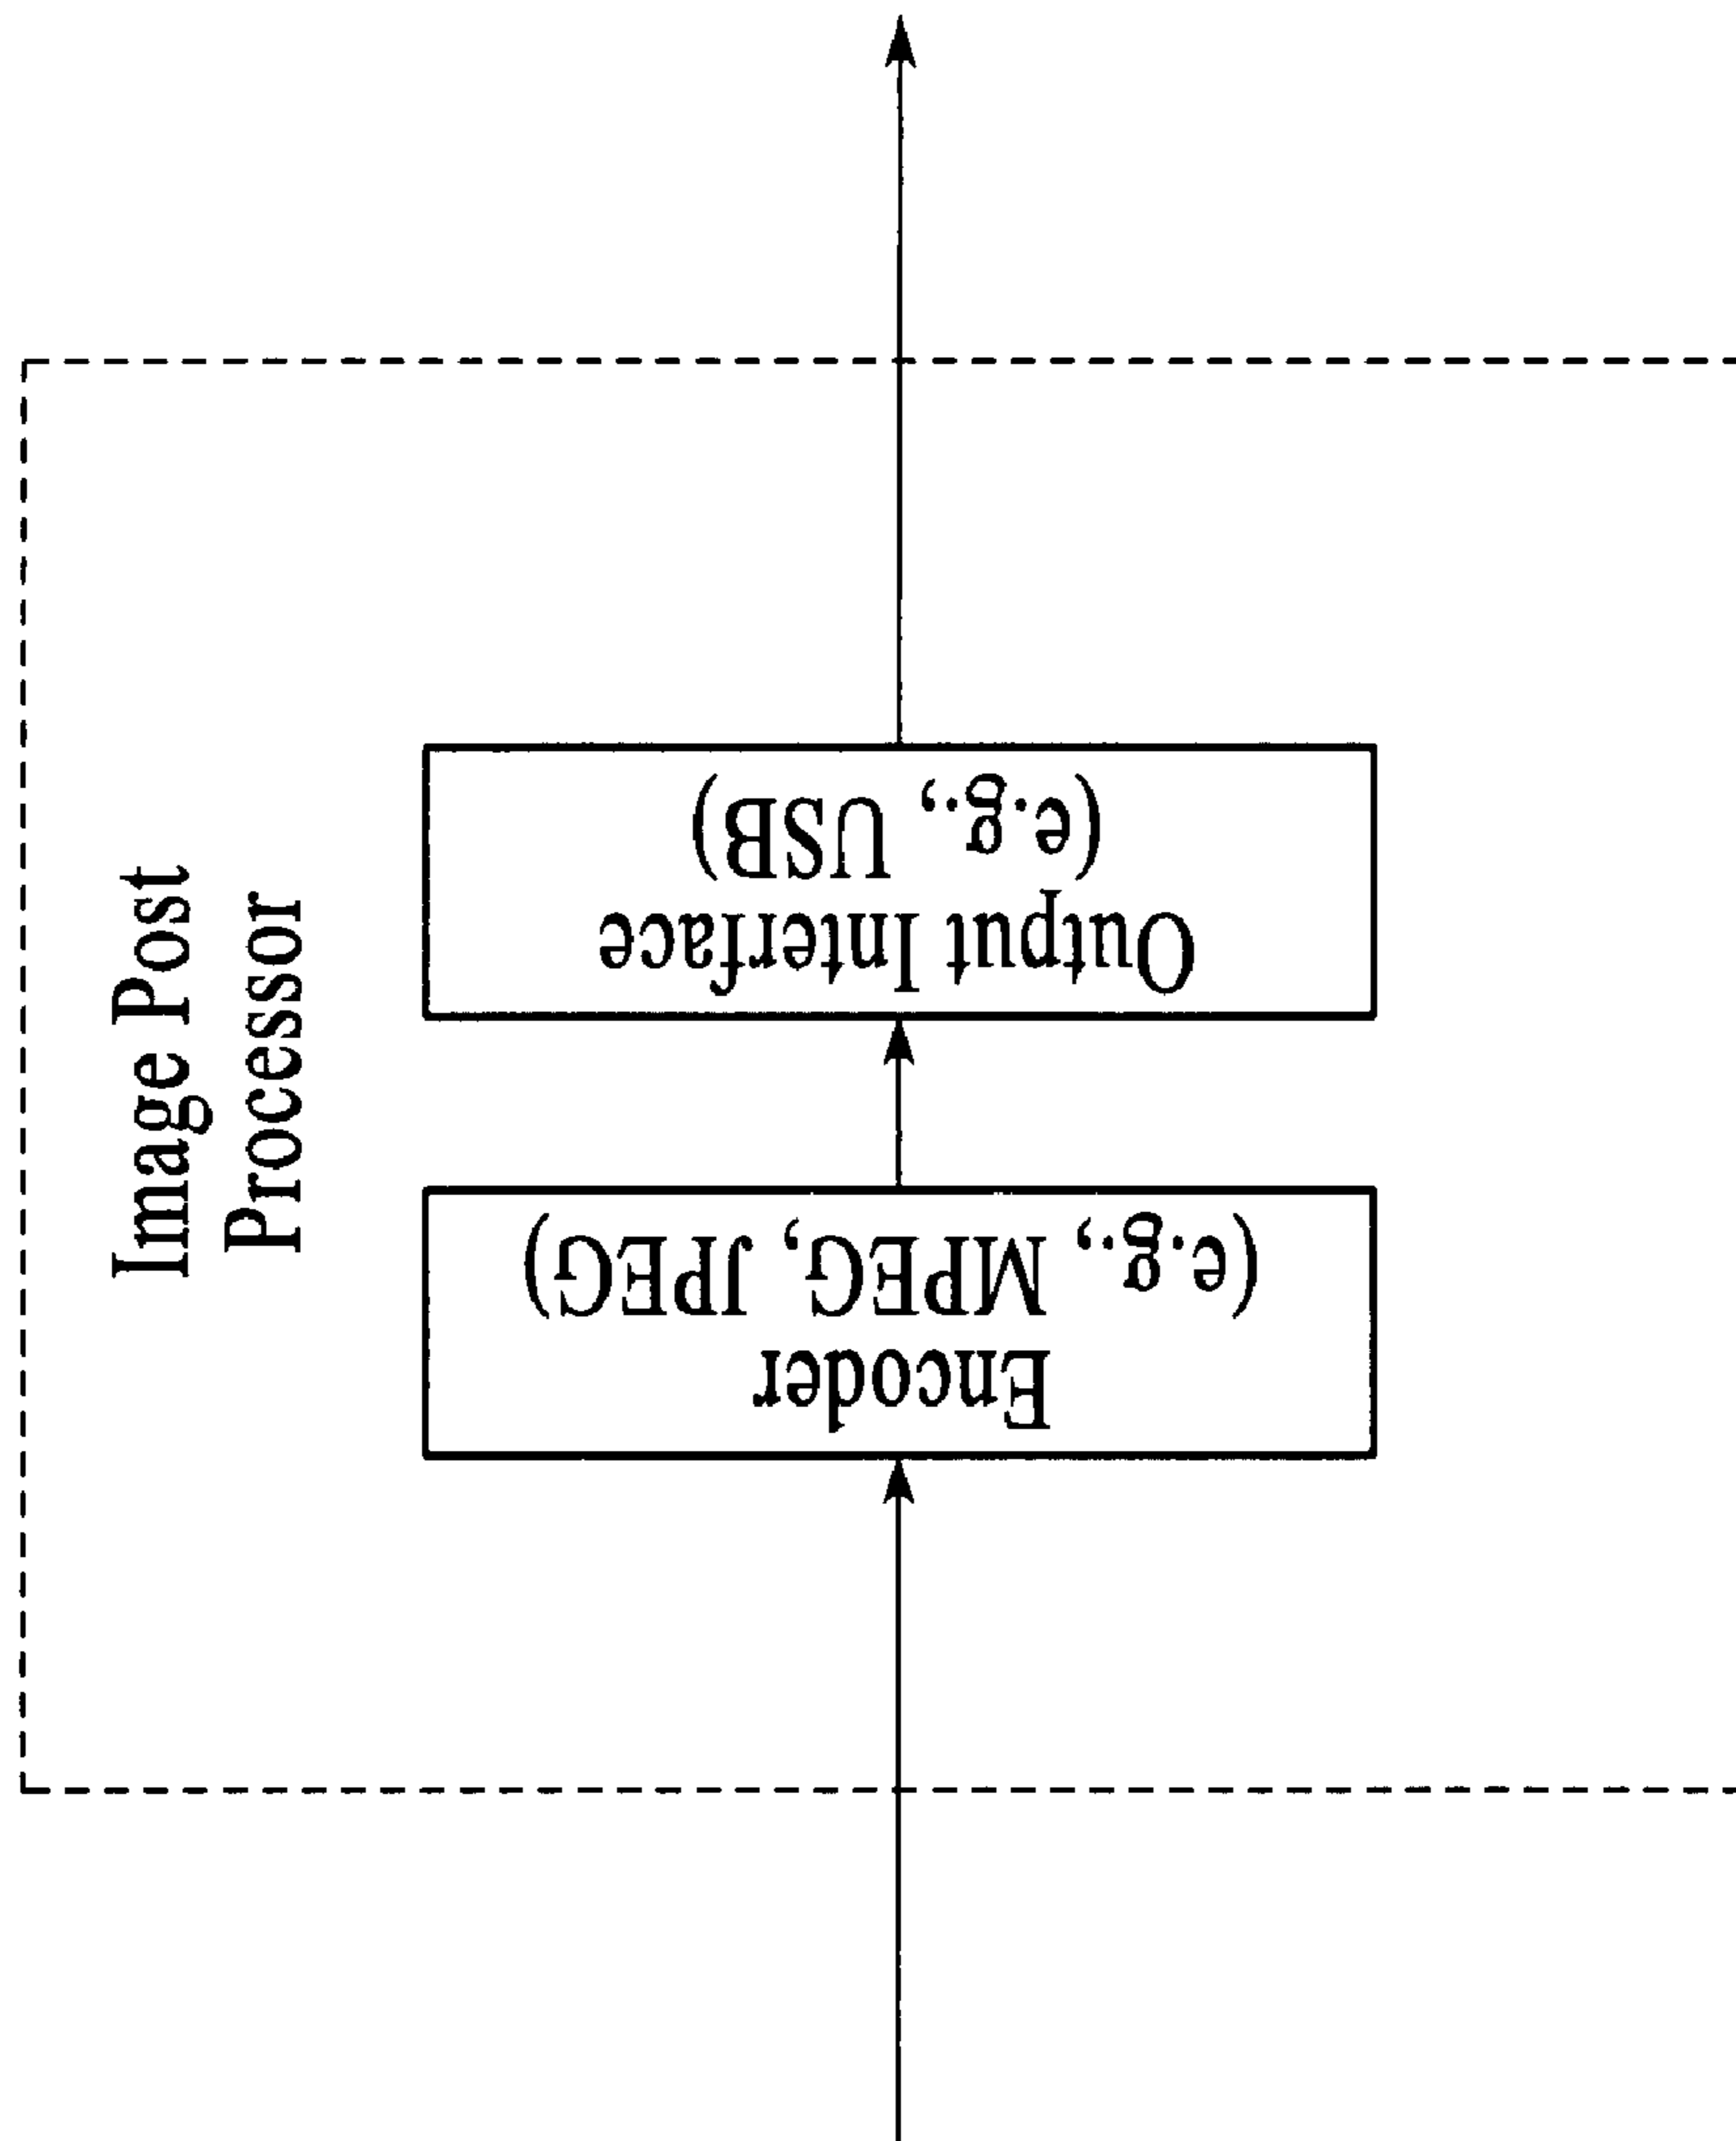 Image Post
Processor
Encoder
(e.g., MPEG, JPEG)
Output Interface
(e.g., USB)